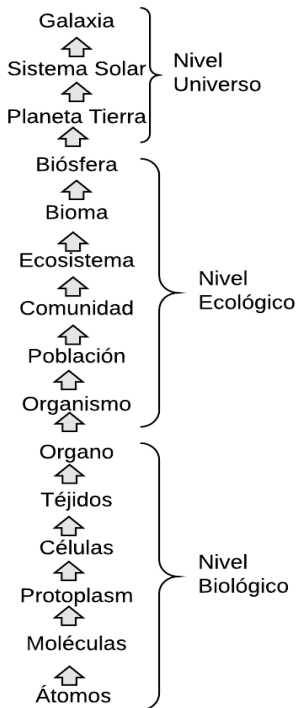 Galaxia
Sistema Solar
Planeta Tierra
Nivel
Universo
Biósfera
Bioma
Ecosistema
Comunidad
Población
Organismo
Nivel
Ecológico
Organo
Téjidos
Células
Protoplasm
Moléculas
Átomos
Nivel
Biológico